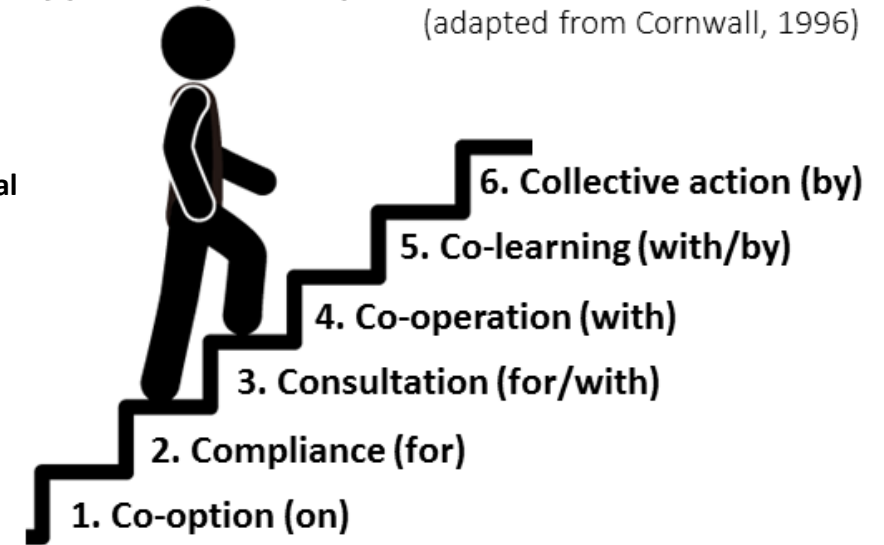 (adapted from Cornwall, 1996)
al
6. Collective action (by)
5. Co-learning (with/by)
4. Co-operation (with)
3. Consultation (for/with)
2. Compliance (for)
1. Co-option (on)